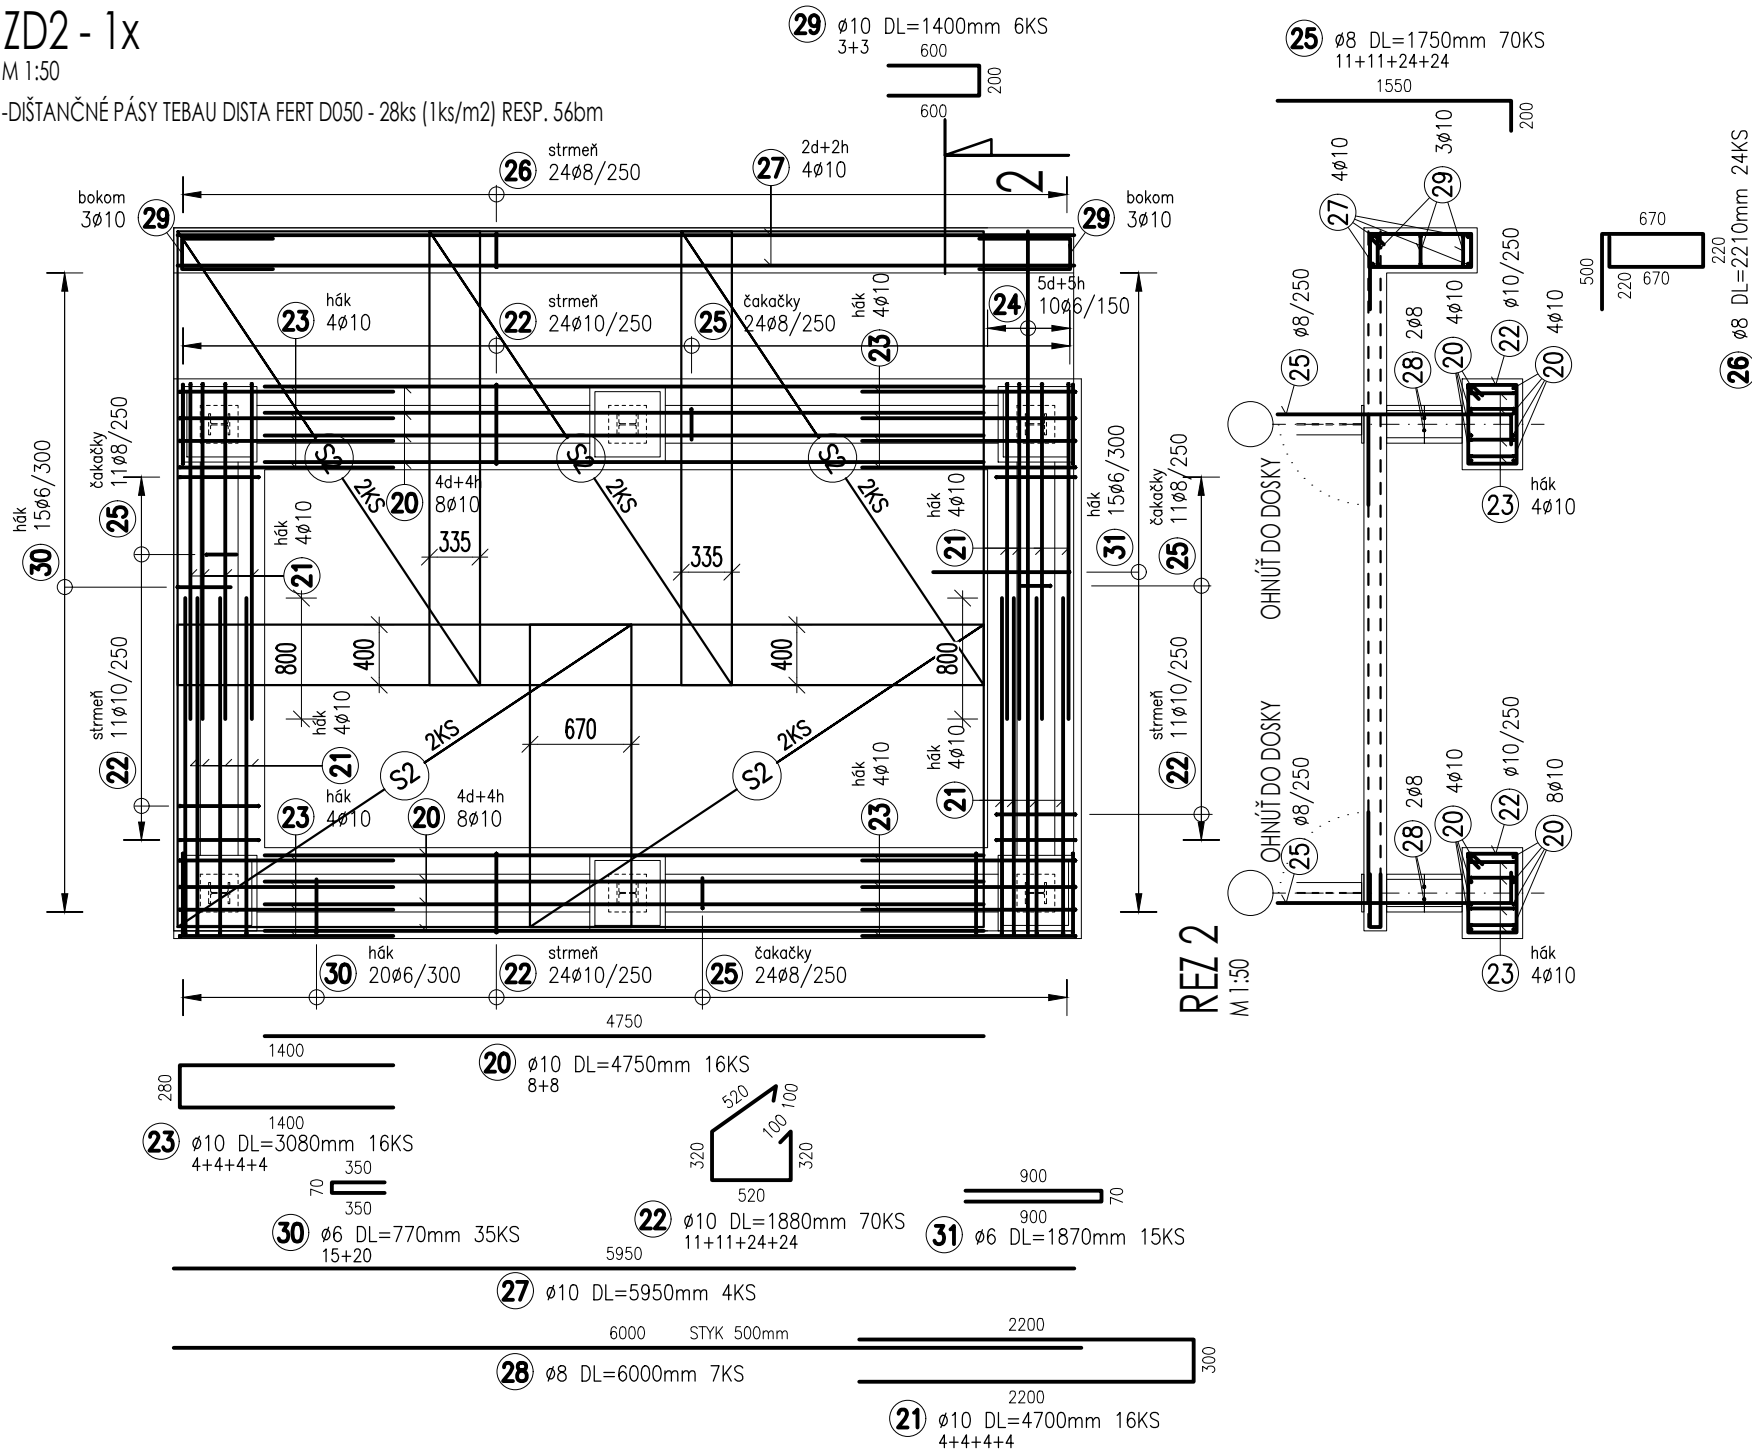 ZD2 - 1x
M 1:50
-DIŠTANČNÉ PÁSY TEBAU DISTA FERT D050 - 28ks (1ks/m2) RESP. 56bm
29 ø10 DL=1400mm 6KS
3+3
600
200
600
25 ø8 DL=1750mm 70KS
11+11+24+24
1550
200
26 strmeň
24ø8/250
27 2d+2h
4ø10
2
bokom
3ø10 29
29 bokom
3ø10
23 hák
4ø10
22 strmeň
24ø10/250
25 čakačky
24ø8/250
hák
4ø10
23
24 5d+5h
10ø6/150
hák
15ø6/300
30
čakačky
11ø8/250
25
hák
4ø10
21
S2
2KS
S2
2KS
S2
2KS
20 4d+4h
8ø10
335
335
hák
4ø10
21
hák
15ø6/300
31
čakačky
11ø8/250
25
800
400
400
800
strmeň
11ø10/250
22
hák
4ø10
21
S2
2KS
670
S2
2KS
hák
4ø10
21
strmeň
11ø10/250
22
23 hák
4ø10
20 4d+4h
8ø10
hák
4ø10
23
30 hák
20ø6/300
22 strmeň
24ø10/250
25 čakačky
24ø8/250
REZ 2
M 1:50
4ø10
27
3ø10
29
ø8/250
25
2ø8
28
4ø10
20
ø10/250
22
4ø10
20
23 hák
4ø10
OHNÚŤ DO DOSKY
OHNÚŤ DO DOSKY
ø8/250
25
2ø8
28
4ø10
20
ø10/250
22
8ø10
20
23 hák
4ø10
26 ø8 DL=2210mm 24KS
670
220
670
220
500
4750
20 ø10 DL=4750mm 16KS
8+8
1400
280
1400
23 ø10 DL=3080mm 16KS
4+4+4+4
520
100
100
320
320
520
22 ø10 DL=1880mm 70KS
11+11+24+24
350
70
350
30 ø6 DL=770mm 35KS
15+20
900
70
900
31 ø6 DL=1870mm 15KS
5950
27 ø10 DL=5950mm 4KS
6000 STYK 500mm
28 ø8 DL=6000mm 7KS
2200
300
2200
21 ø10 DL=4700mm 16KS
4+4+4+4